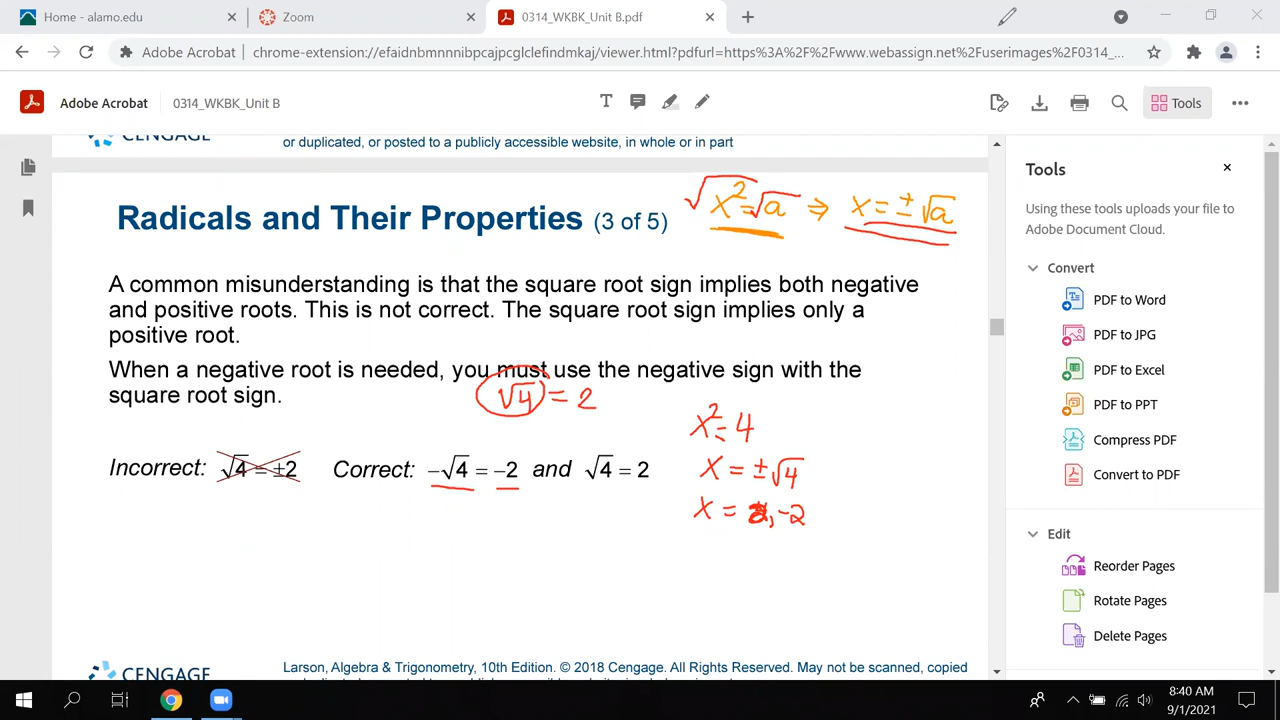 Home - alamo.edu
Zoom
0314_WKBK_Unit B.pdf
Adobe Acrobat
chrome-extension://efaidnbmnnnibpcajpcglclefindmkaj/viewer.html?pdfurl=https%3A%2F%2Fwww.webassign.net%2Fuserimages%2F0314_...
Adobe Acrobat
0314_WKBK_Unit B
Tools
CENGAGE
or duplicated, or posted to a publicly accessible website, in whole or in part
Radicals and Their Properties (3 of 5)
√x² = √a ⇒ x = ± √a
A common misunderstanding is that the square root sign implies both negative
and positive roots. This is not correct. The square root sign implies only a
positive root.
When a negative root is needed, you must use the negative sign with the
square root sign.
√4 = 2
x² = 4
Incorrect: √4 = ±2 Correct: −√4 = −2 and √4 = 2
x = ±√4
x = 2, -2
CENGAGE
Larson, Algebra & Trigonometry, 10th Edition. © 2018 Cengage. All Rights Reserved. May not be scanned, copied
Tools
Using these tools uploads your file to
Adobe Document Cloud.
Convert
PDF to Word
PDF to JPG
PDF to Excel
PDF to PPT
Compress PDF
Convert to PDF
Edit
Reorder Pages
Rotate Pages
Delete Pages
8:40 AM
9/1/2021